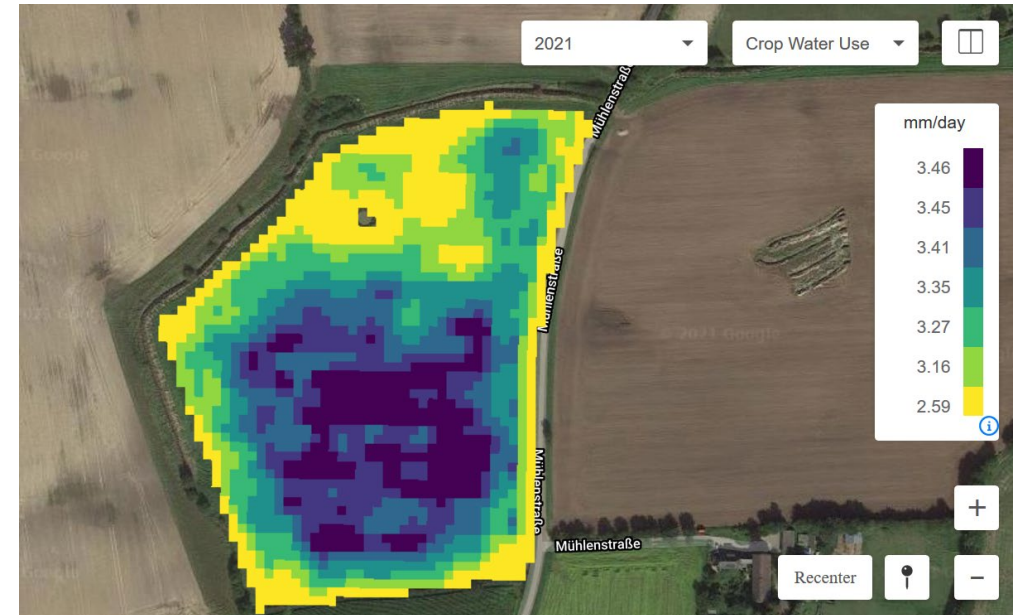 2021
Crop Water Use
mm/day
3.46
3.45
3.41
3.35
3.27
3.16
2.59
Mühlenstraße
Mühlenstraße
Mühlenstraße
Mühlenstraße
© 2021 Google
Google
Recenter
+
−